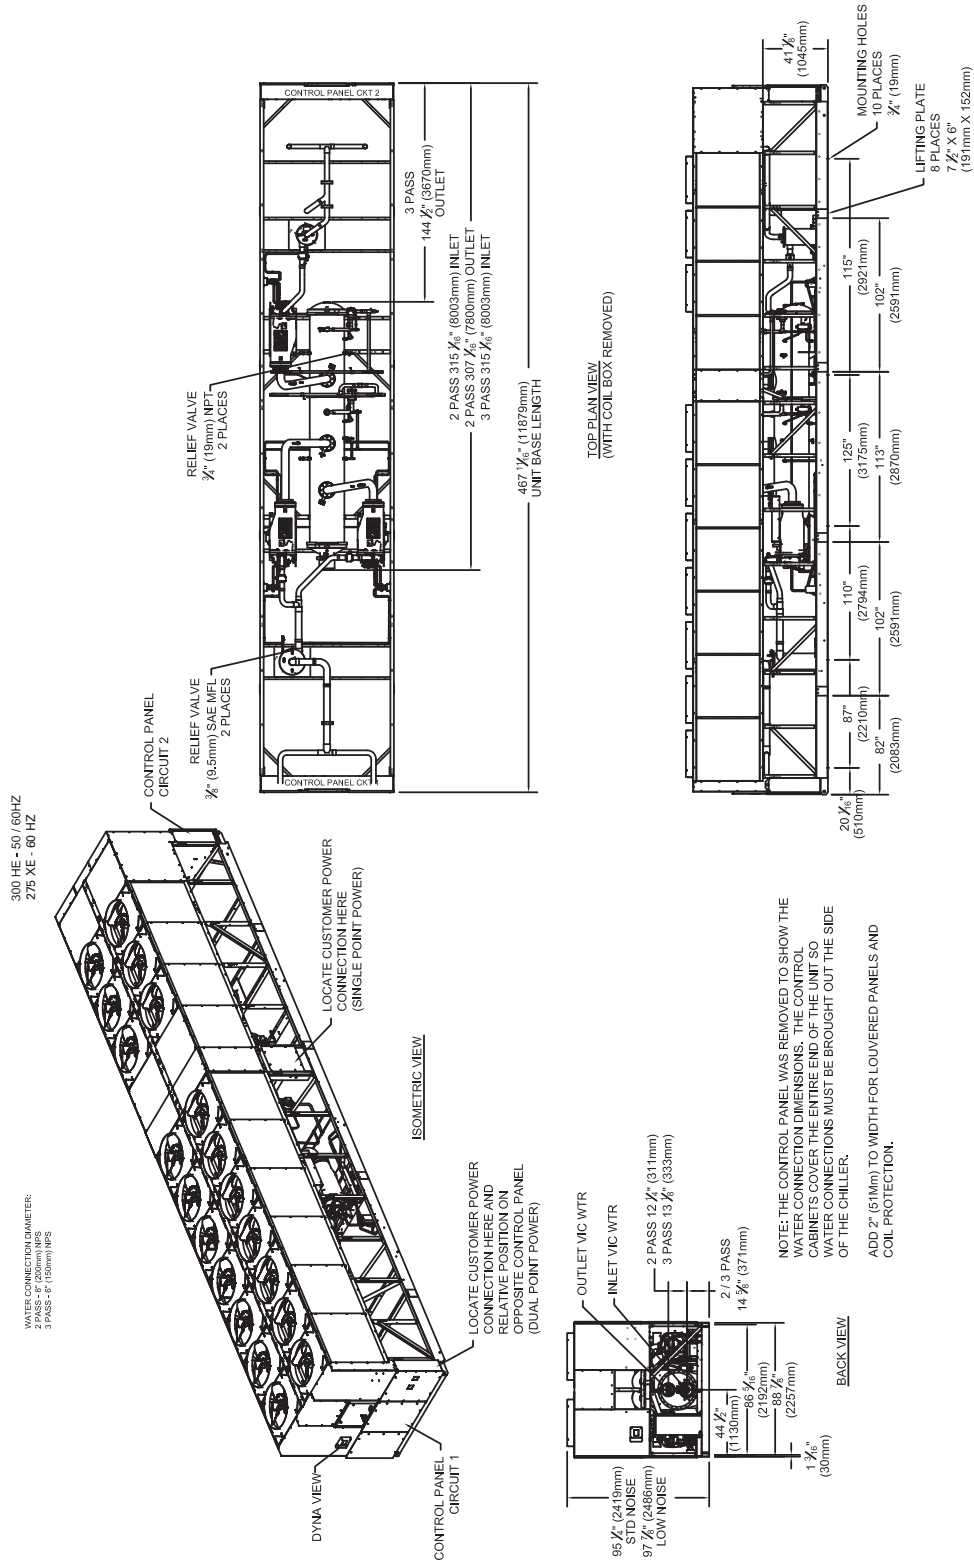 300 HE - 50 / 60HZ
275 XE - 60 HZ
WATER CONNECTION DIAMETER:
2 PASS - 8" (200mm) NPS
3 PASS - 6" (150mm) NPS
CONTROL PANEL
CIRCUIT 2
LOCATE CUSTOMER POWER
CONNECTION HERE
(SINGLE POINT POWER)
ISOMETRIC VIEW
LOCATE CUSTOMER POWER
CONNECTION HERE AND
RELATIVE POSITION ON
OPPOSITE CONTROL PANEL
(DUAL POINT POWER)
DYNA VIEW
CONTROL PANEL
CIRCUIT 1
RELIEF VALVE
3/8" (9.5mm) SAE MFL
2 PLACES
RELIEF VALVE
3/4" (19mm) NPT
2 PLACES
CONTROL PANEL CKT 1
CONTROL PANEL CKT 2
3 PASS
144 1/2" (3670mm)
OUTLET
2 PASS 315 1/16" (8003mm) INLET
2 PASS 307 1/16" (7800mm) OUTLET
3 PASS 315 1/16" (8003mm) INLET
467 11/16" (11879mm)
UNIT BASE LENGTH
TOP PLAN VIEW
(WITH COIL BOX REMOVED)
41 1/8"
(1045mm)
MOUNTING HOLES
10 PLACES
3/4" (19mm)
LIFTING PLATE
8 PLACES
7 1/2" X 6"
(191mm X 152mm)
20 1/16"
(510mm)
87"
(2210mm)
110"
(2794mm)
125"
(3175mm)
115"
(2921mm)
82"
(2083mm)
102"
(2591mm)
113"
(2870mm)
102"
(2591mm)
OUTLET VIC WTR
INLET VIC WTR
2 PASS 12 1/4" (311mm)
3 PASS 13 1/8" (333mm)
2 / 3 PASS
14 5/8" (371mm)
95 1/4" (2419mm)
STD NOISE
97 7/8" (2486mm)
LOW NOISE
44 1/2"
(1130mm)
86 5/16"
(2192mm)
88 7/8"
(2257mm)
1 3/16"
(30mm)
BACK VIEW
NOTE: THE CONTROL PANEL WAS REMOVED TO SHOW THE
WATER CONNECTION DIMENSIONS. THE CONTROL
CABINETS COVER THE ENTIRE END OF THE UNIT SO
WATER CONNECTIONS MUST BE BROUGHT OUT THE SIDE
OF THE CHILLER.
ADD 2" (51Mm) TO WIDTH FOR LOUVERED PANELS AND
COIL PROTECTION.